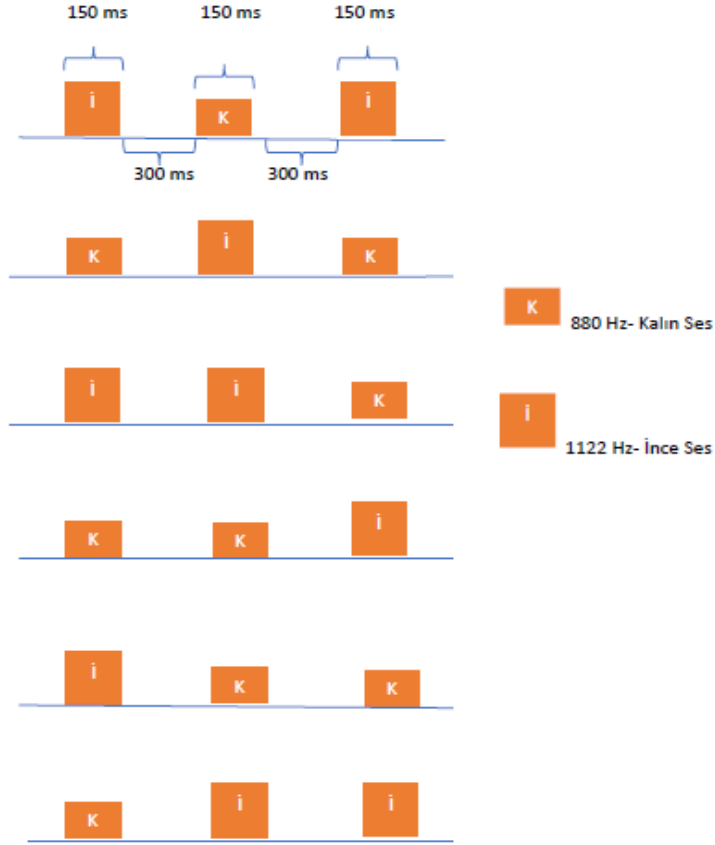 150 ms 150 ms 150 ms
i K i
300 ms 300 ms
K i K
K
880 Hz- Kalın Ses
i i K
i
1122 Hz- İnce Ses
K K i
i K K
K i i